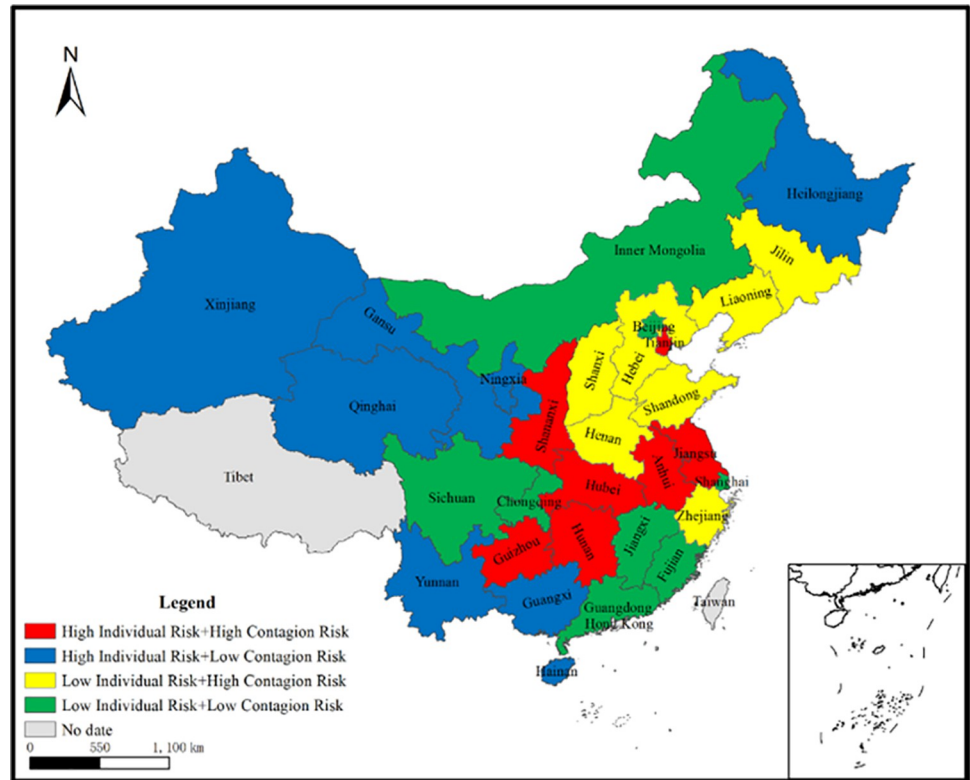 N
Heilongjiang
Inner Mongolia
Jilin
Xinjiang
Liaoning
Gansu
Beijing
Tianjin
Hebei
Shanxi
Ningxia
Qinghai
Shandong
Shananxi
Henan
Jiangsu
Anhui
Tibet
Shanghai
Hubei
Sichuan
Chongqing
Zhejiang
Hunan
Jiangxi
Guizhou
Fujian
Yunnan
Guangxi
Taiwan
Guangdong
Hong Kong
Hainan
Legend
High Individual Risk+High Contagion Risk
High Individual Risk+Low Contagion Risk
Low Individual Risk+High Contagion Risk
Low Individual Risk+Low Contagion Risk
No date
0 550 1,100 km